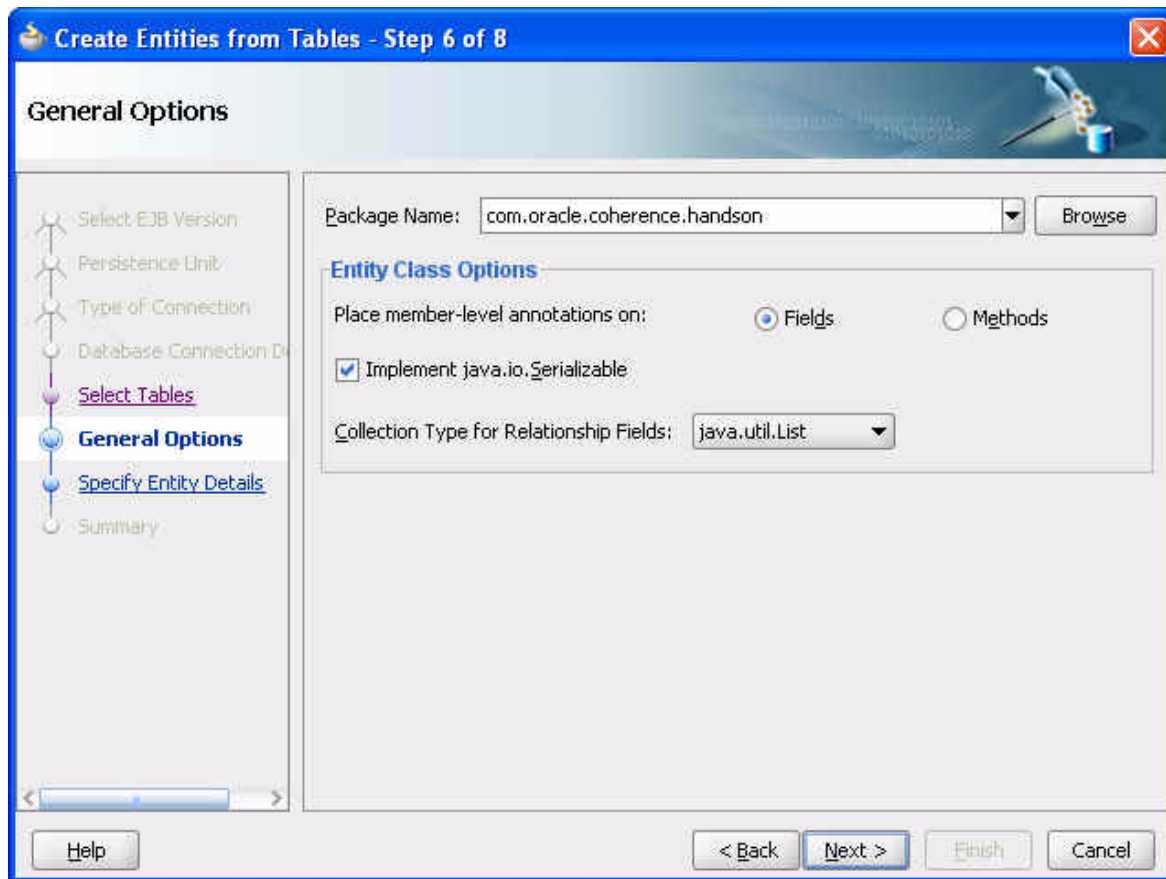 Create Entities from Tables - Step 6 of 8
General Options
Select EJB Version
Persistence Unit
Type of Connection
Database Connection De
Select Tables
General Options
Specify Entity Details
Summary
Package Name: com.oracle.coherence.handson Browse
Entity Class Options
Place member-level annotations on: Fields Methods
Implement java.io.Serializable
Collection Type for Relationship Fields: java.util.List
Help < Back Next > Finish Cancel